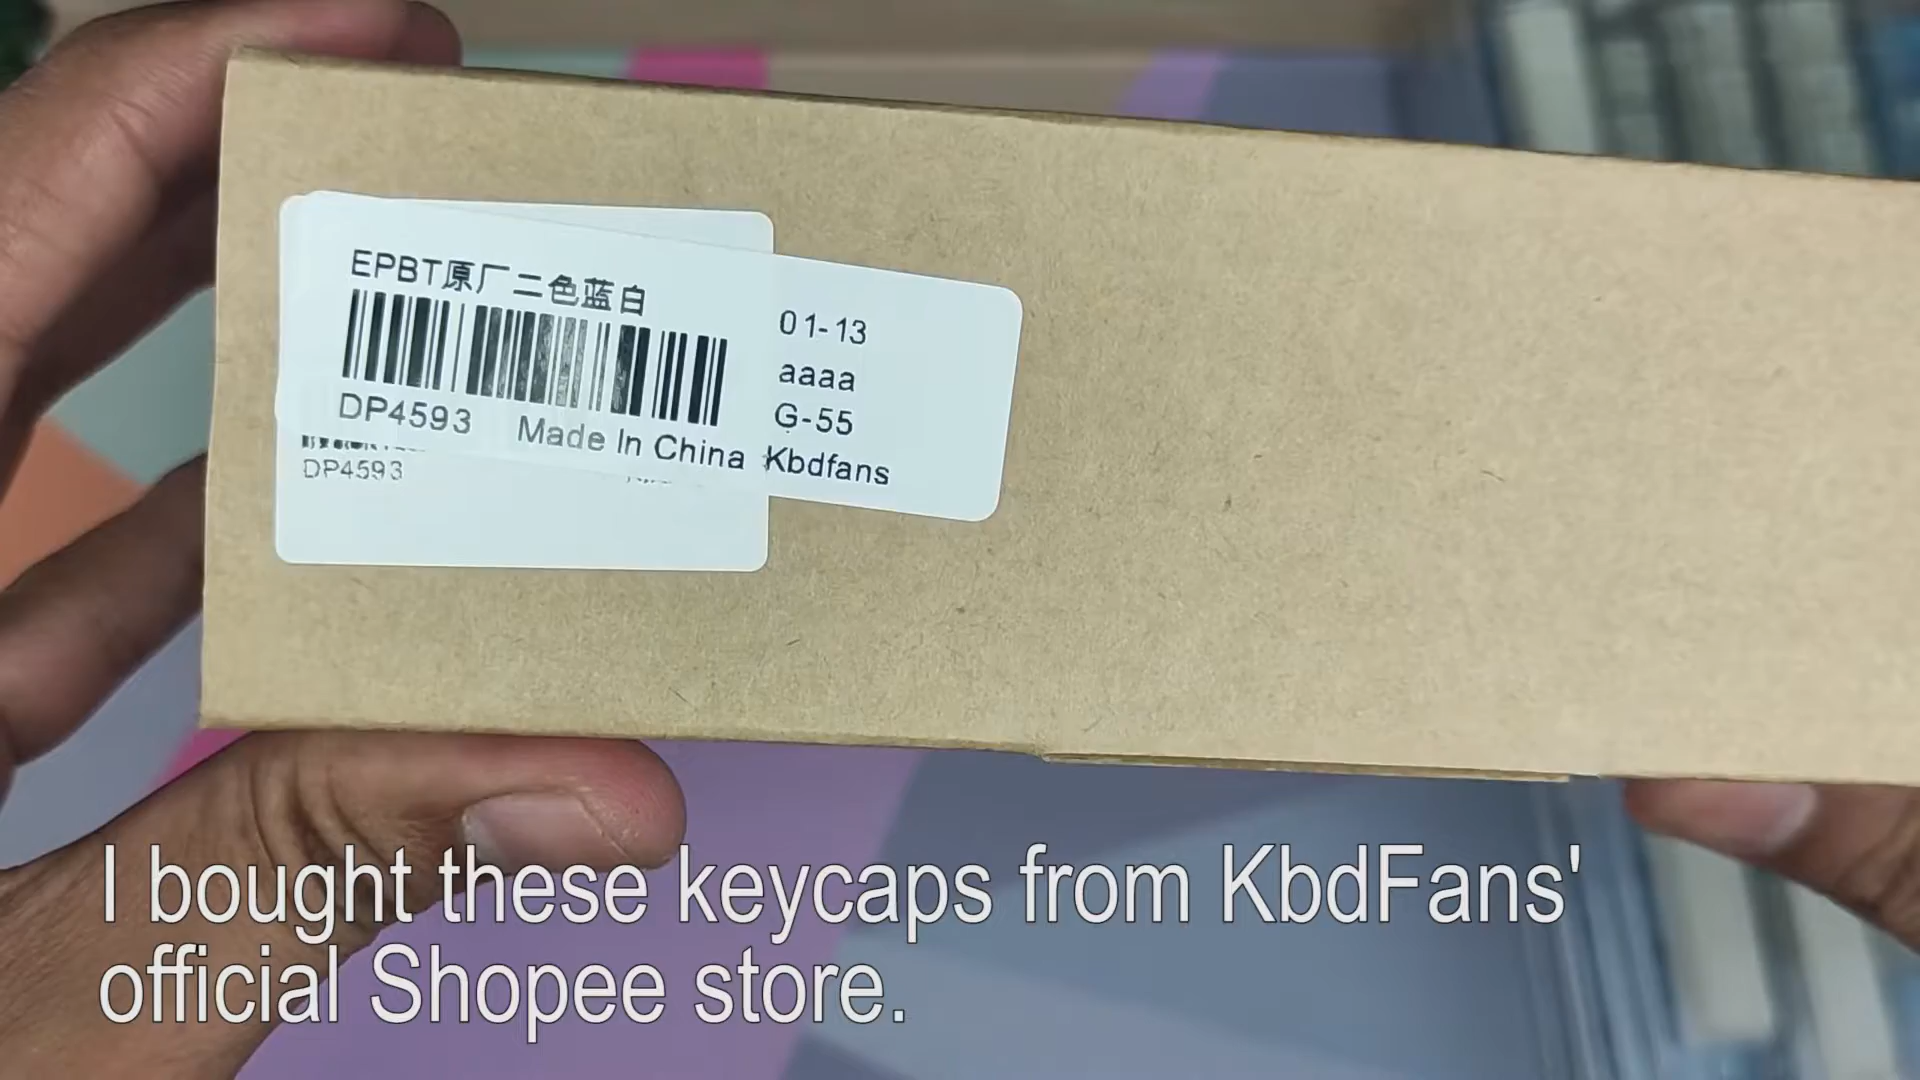 EPBT原厂二色蓝白
01-13
aaaa
G-55
DP4593 Made In China Kbdfans
DP4593
I bought these keycaps from KbdFans'
official Shopee store.